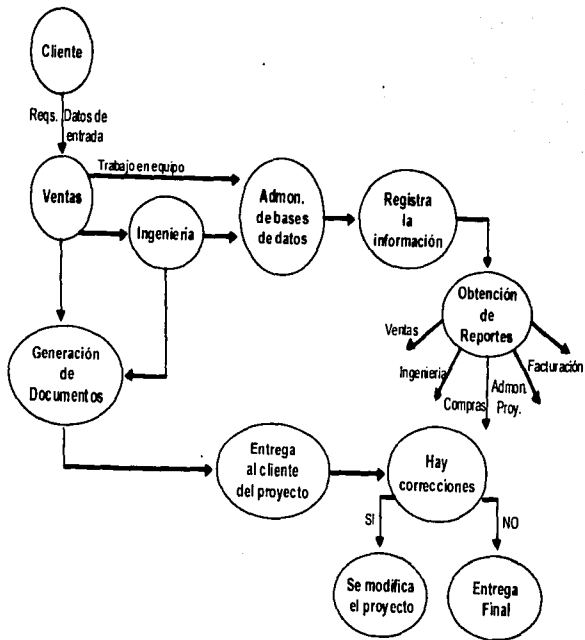 Cliente
Reqs. Datos de
entrada
Trabajo en equipo
Ventas
Ingeniería
Admon.
de bases
de datos
Registra
la
información
Obtención
de
Reportes
Ventas
Ingenieria
Compras
Admon.
Proy.
Facturación
Generación
de
Documentos
Entrega
al cliente
del proyecto
Hay
correcciones
SI
NO
Se modifica
el proyecto
Entrega
Final